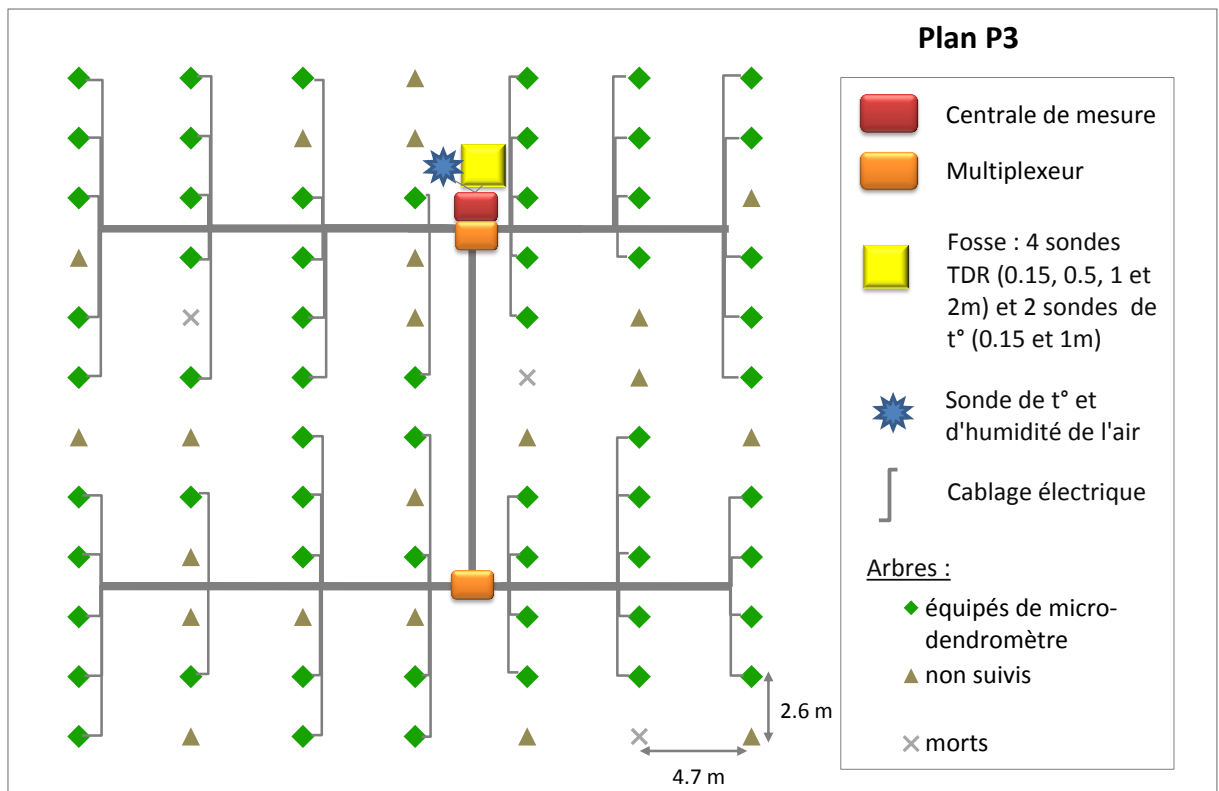 Plan P3
Centrale de mesure
Multiplexeur
Fosse : 4 sondes
TDR (0.15, 0.5, 1 et
2m) et 2 sondes de
t° (0.15 et 1m)
Sonde de t° et
d'humidité de l'air
Cablage électrique
Arbres :
équipés de micro-
dendromètre
non suivis
morts
2.6 m
4.7 m